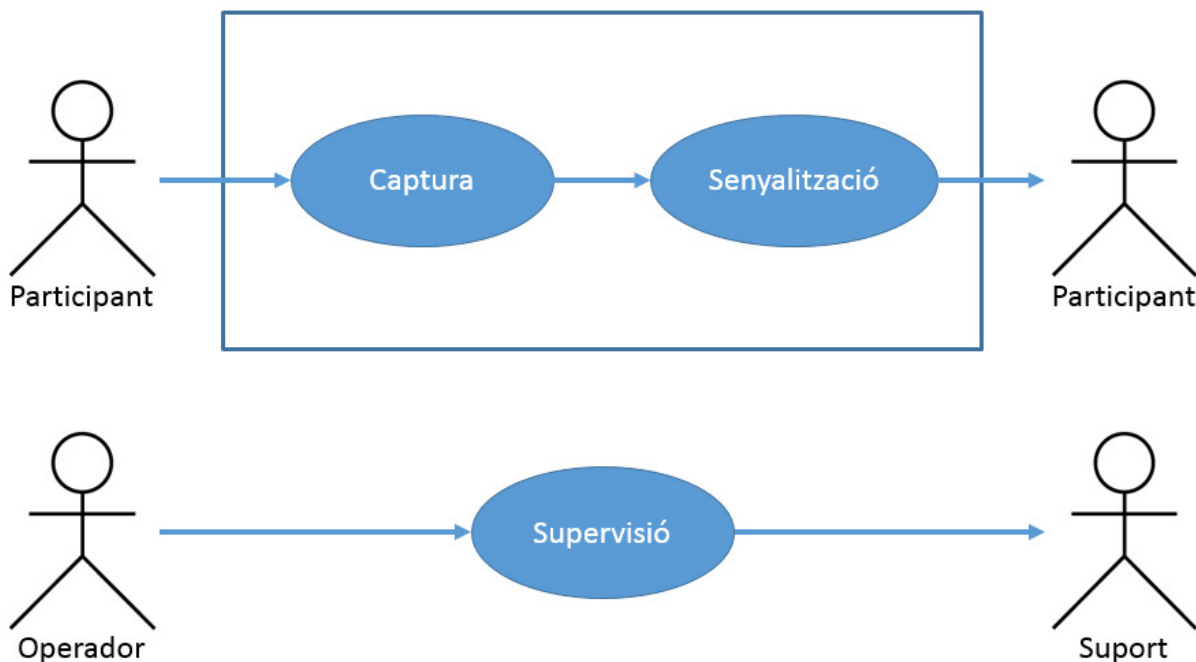 Captura
Senyalització
Participant
Participant
Supervisió
Operador
Suport